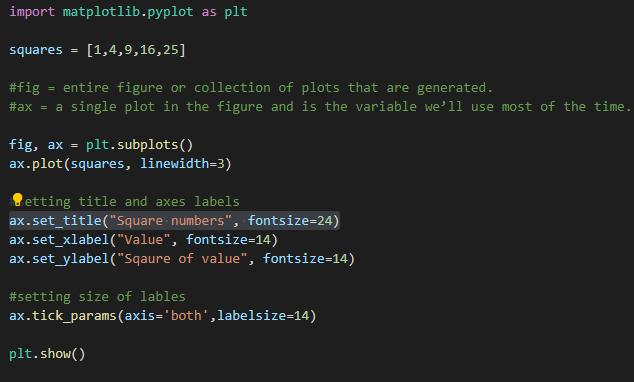 import matplotlib.pyplot as plt
squares = [1,4,9,16,25]
#fig = entire figure or collection of plots that are generated.
#ax = a single plot in the figure and is the variable we’ll use most of the time.
fig, ax = plt.subplots()
ax.plot(squares, linewidth=3)
etting title and axes labels
ax.set_title("Square numbers", fontsize=24)
ax.set_xlabel("Value", fontsize=14)
ax.set_ylabel("Sqaure of value", fontsize=14)
#setting size of lables
ax.tick_params(axis='both',labelsize=14)
plt.show()